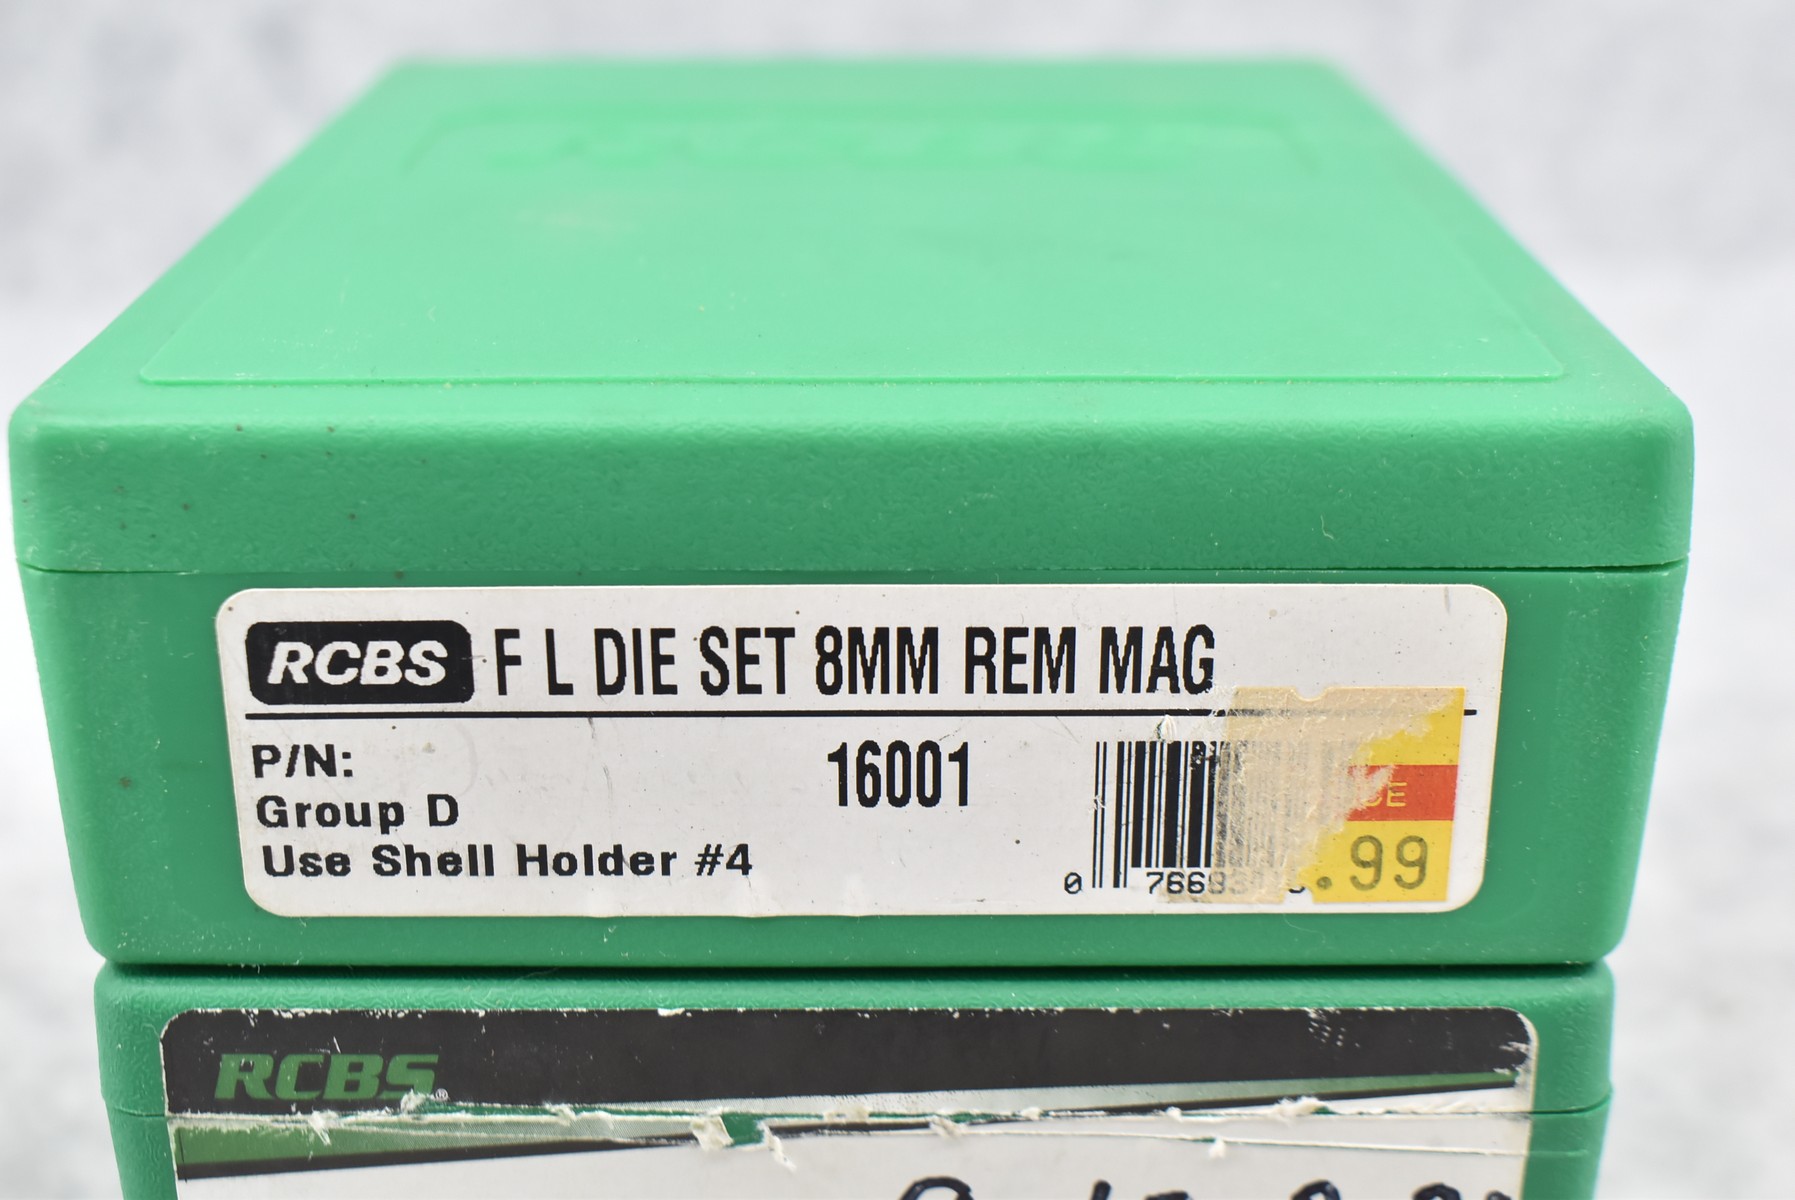 RCBS F L DIE SET 8MM REM MAG
P/N: 16001
Group D
Use Shell Holder #4
.99
RCBS®